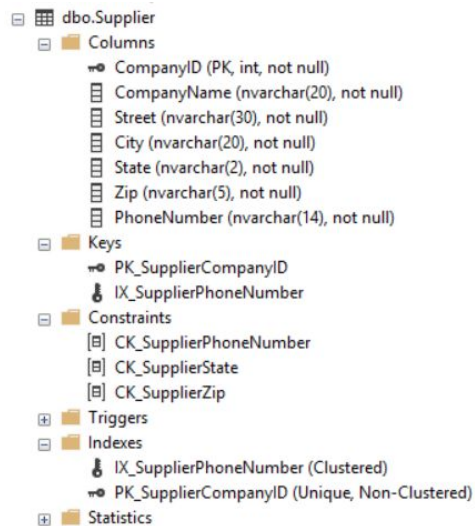 dbo.Supplier
Columns
CompanyID (PK, int, not null)
CompanyName (nvarchar(20), not null)
Street (nvarchar(30), not null)
City (nvarchar(20), not null)
State (nvarchar(2), not null)
Zip (nvarchar(5), not null)
PhoneNumber (nvarchar(14), not null)
Keys
PK_SupplierCompanyID
IX_SupplierPhoneNumber
Constraints
CK_SupplierPhoneNumber
CK_SupplierState
CK_SupplierZip
Triggers
Indexes
IX_SupplierPhoneNumber (Clustered)
PK_SupplierCompanyID (Unique, Non-Clustered)
Statistics